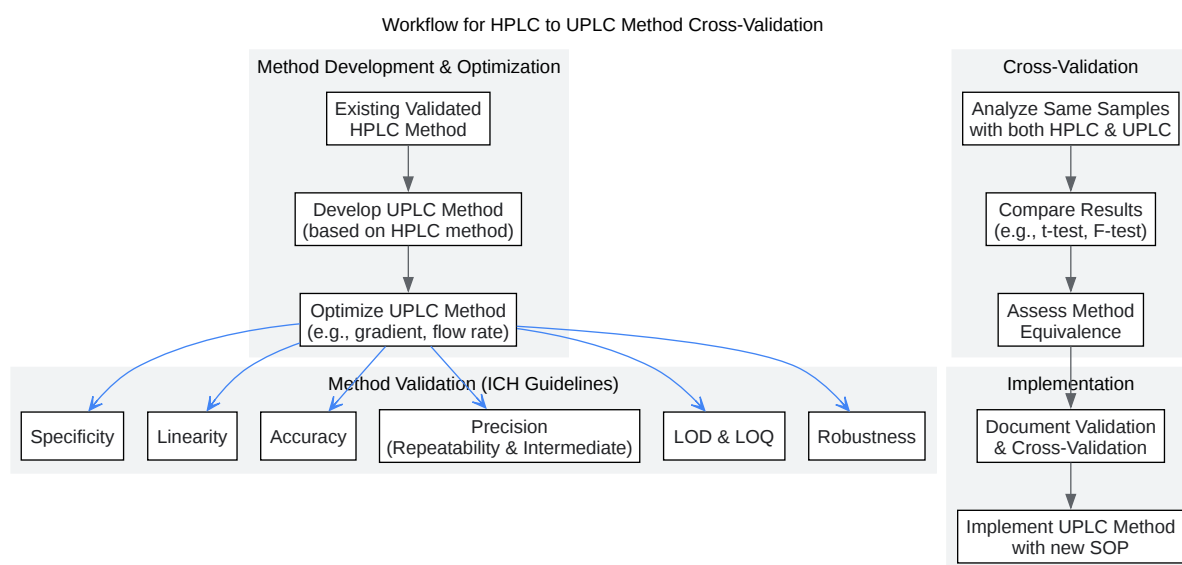 Workflow for HPLC to UPLC Method Cross-Validation
Method Development & Optimization
Existing Validated
HPLC Method
Develop UPLC Method
(based on HPLC method)
Optimize UPLC Method
(e.g., gradient, flow rate)
Method Validation (ICH Guidelines)
Specificity
Linearity
Accuracy
Precision
(Repeatability & Intermediate)
LOD & LOQ
Robustness
Cross-Validation
Analyze Same Samples
with both HPLC & UPLC
Compare Results
(e.g., t-test, F-test)
Assess Method
Equivalence
Implementation
Document Validation
& Cross-Validation
Implement UPLC Method
with new SOP